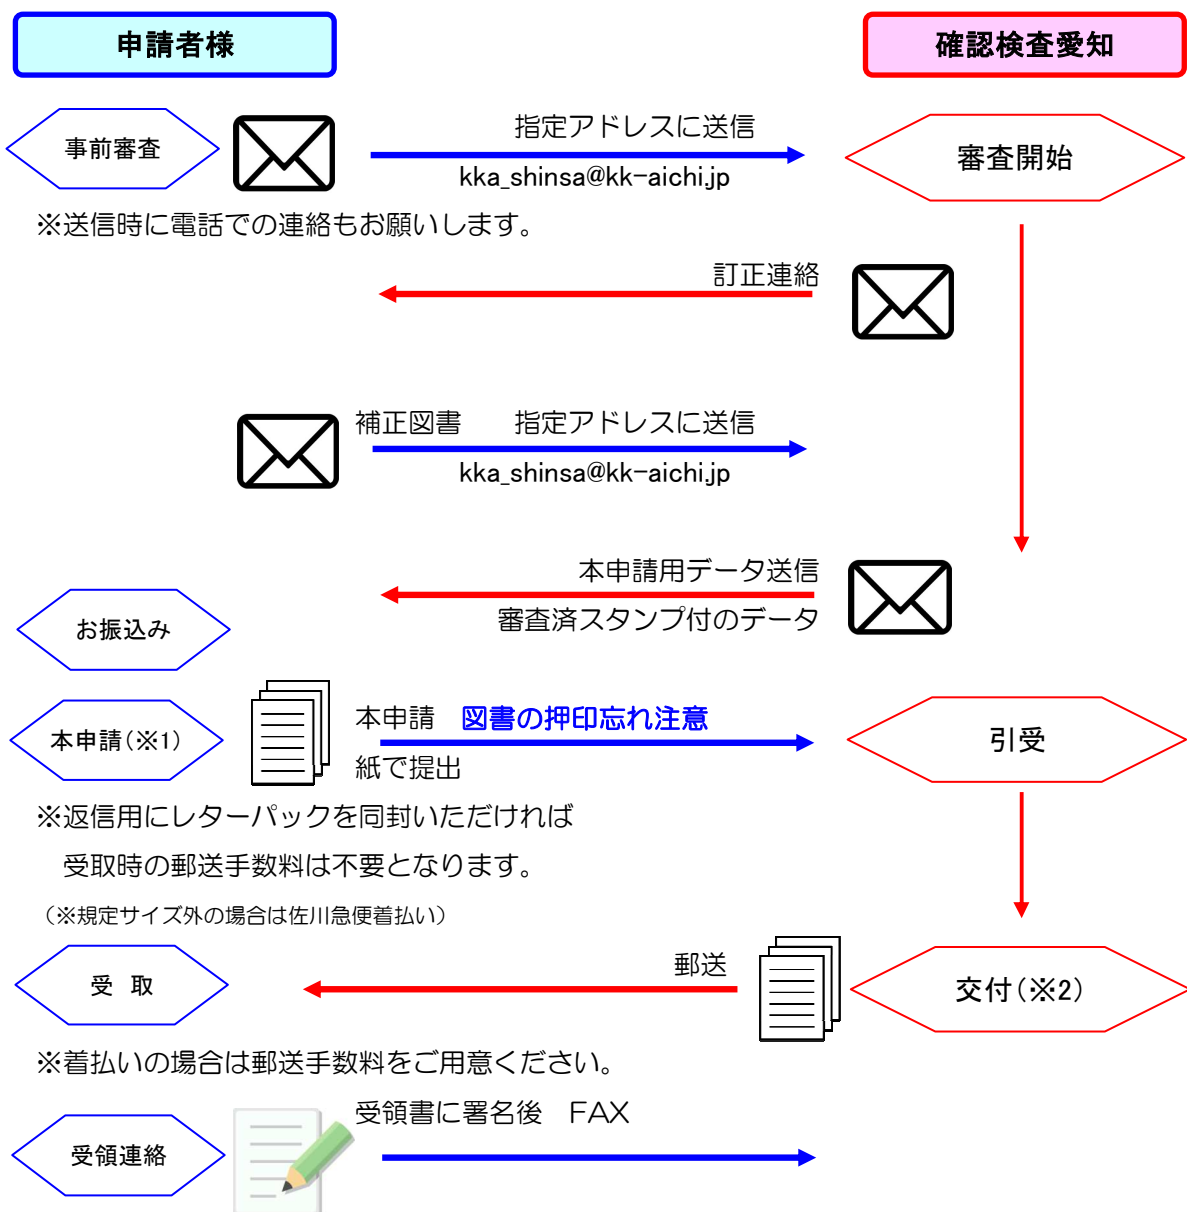 申請者様
確認検査愛知
事前審査
指定アドレスに送信
kka_shinsa@kk-aichi.jp
審査開始
※送信時に電話での連絡もお願いします。
訂正連絡
補正図書　指定アドレスに送信
kka_shinsa@kk-aichi.jp
本申請用データ送信
審査済スタンプ付のデータ
お振込み
本申請(※1)
本申請　図書の押印忘れ注意
紙で提出
引受
※返信用にレターパックを同封いただければ
受取時の郵送手数料は不要となります。
（※規定サイズ外の場合は佐川急便着払い）
受　取
郵送
交付(※2)
※着払いの場合は郵送手数料をご用意ください。
受領連絡
受領書に署名後　FAX